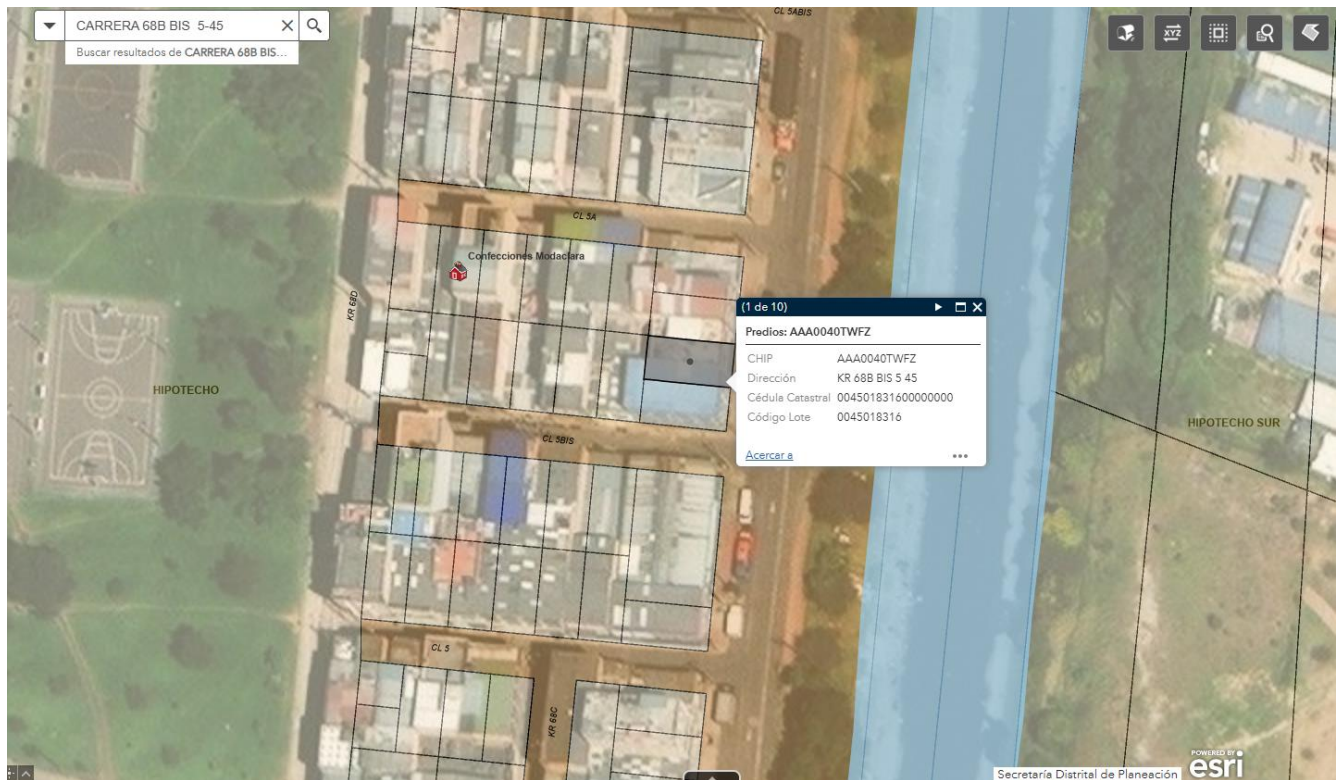 CARRERA 68B BIS  5-45
Buscar resultados de CARRERA 68B BIS...
CL 5ABIS
XYZ
CL 5A
Confecciones Modaclara
KR 68D
(1 de 10)
Predios: AAA0040TWFZ
CHIP AAA0040TWFZ
Dirección KR 68B BIS 5 45
Cédula Catastral 004501831600000000
Código Lote 0045018316
Acercar a
HIPOTECHO
HIPOTECHO SUR
CL 5BIS
CL 5
KR 68C
Secretaría Distrital de Planeación
POWERED BY
esri